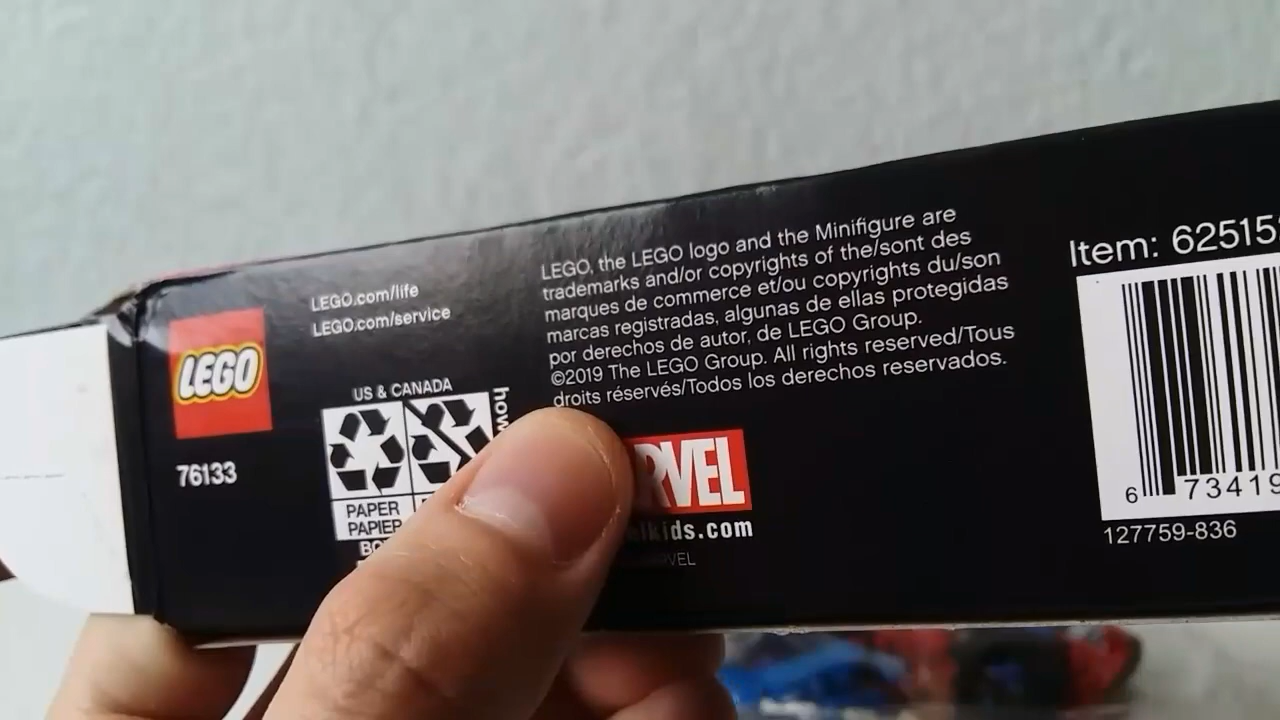 LEGO
76133
LEGO.com/life
LEGO.com/service
US & CANADA
PAPER
PAPIER
LEGO, the LEGO logo and the Minifigure are
trademarks and/or copyrights of the/sont des
marques de commerce et/ou copyrights du/son
marcas registradas, algunas de ellas protegidas
por derechos de autor, de LEGO Group.
©2019 The LEGO Group. All rights reserved/Tous
droits réservés/Todos los derechos reservados.
Item: 62515
6 73419
127759-836